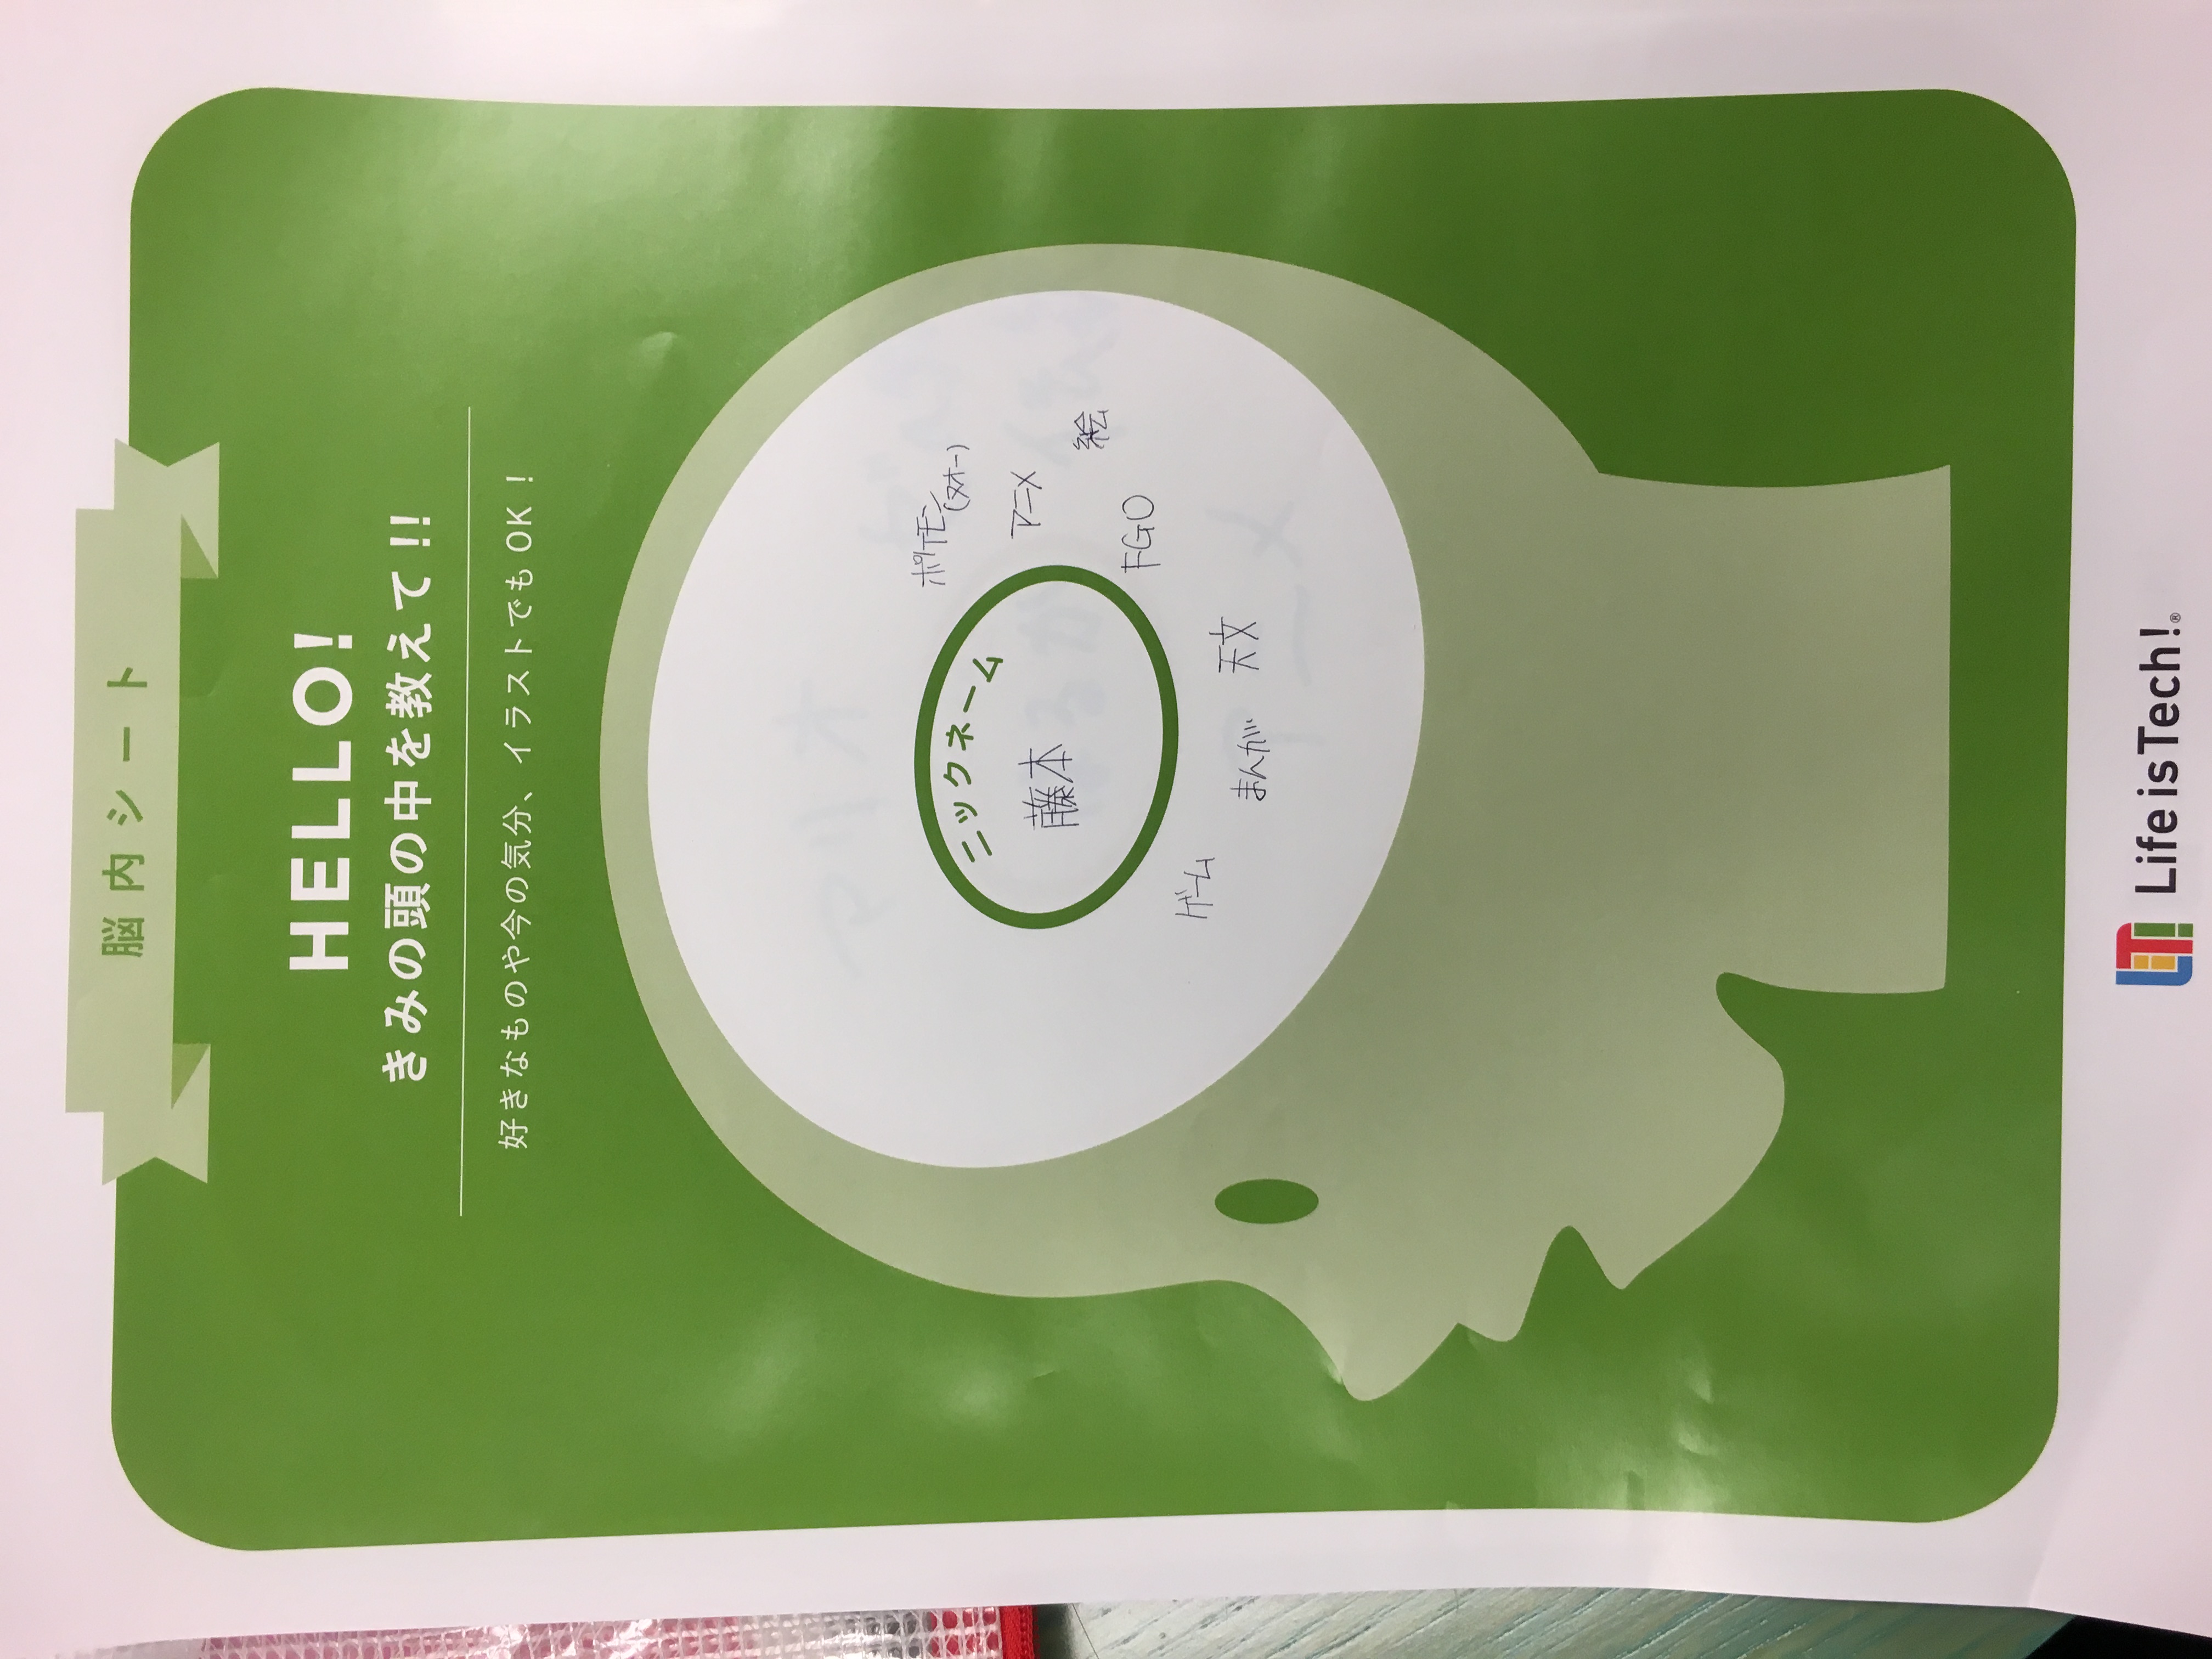 脳内シート
HELLO!
きみの頭の中を教えて!!
好きなものや今の気分、イラストでもOK!
ニックネーム
藤本
ポケモン
(ヌオー)
アニメ
絵
FGO
ゲーム
まんが
天文
Life is Tech!®